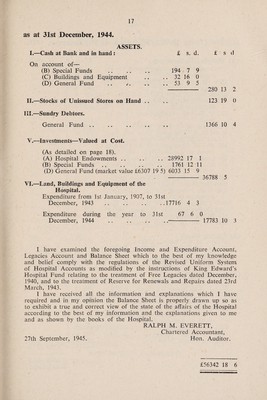 17
as at 31st December, 1944.
ASSETS.
I.—Cash at Bank and in hand : £ s. d. £ s d
On account of—
(B) Special Funds .. .. .. 194 7 9
(C) Buildings and Equipment .. 32 16 0
(D) General Fund .. .. .. 53 9 5
280 13 2
II.—Stocks of Unissued Stores on Hand .. .. 123 19 0
III.—Sundry Debtors.
General Fund .. .. .. .. .. 1366 10 4
V.—Investments—Valued at Cost.
(As detailed on page 18).
(A) Hospital Endowments .. .. .. 28992 17 1
(B) Special Funds .. .. .. .. 1761 12 11
(D) General Fund (market value £6307 19 5) 6033 15 9
36788 5
VI.—Land, Buildings and Equipment of the
Hospital.
Expenditure from 1st January, 1907, to 31st
December, 1943 .. .. .. ..17716 4 3
Expenditure during the year to 31st 67 6 0
December, 1944 .. .. .. .. 17783 10 3
I have examined the foregoing Income and Expenditure Account,
Legacies Account and Balance Sheet which to the best of my knowledge
and belief comply with the regulations of the Revised Uniform System
of Hospital Accounts as modified by the instructions of King Edward's
Hospital Fund relating to the treatment of Free Legacies dated December,
1940, and to the treatment of Reserve for Renewals and Repairs dated 23rd
March, 1943.
I have received all the information and explanations which I have
required and in my opinion the Balance Sheet is properly drawn up so as
to exhibit a true and correct view of the state of the affairs of the Hospital
according to the best of my information and the explanations given to me
and as shown by the books of the Hospital.
RALPH M. EVERETT,
Chartered Accountant,
27th September, 1945. Hon. Auditor.
£56342 18 6